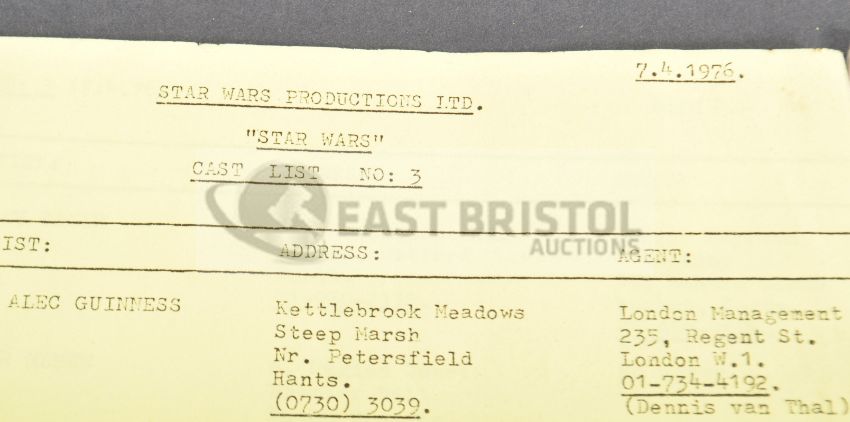 7.4.1976.
STAR WARS PRODUCTIONS LTD.
"STAR WARS"
CAST LIST NO: 3
EAST BRISTOL
AUCTIONS
IST: ADDRESS: AGENT:
ALEC GUINNESS Kettlebrook Meadows London Management
Steep Marsh 235, Regent St.
Nr. Petersfield London W.1.
Hants. 01-734-4192.
(0730) 3039. (Dennis van Thal)